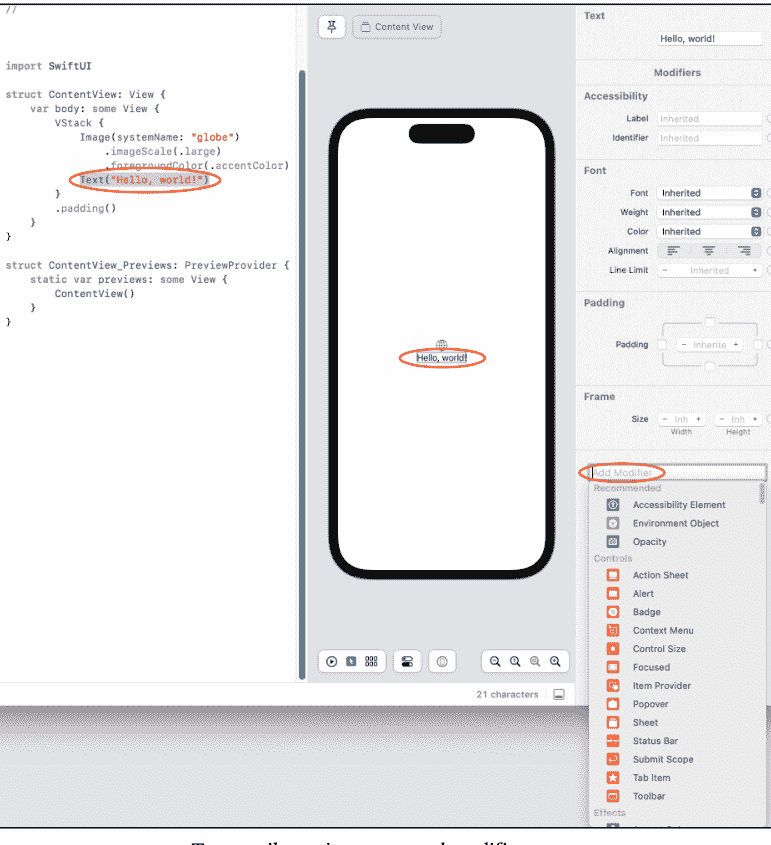 //
import SwiftUI
struct ContentView: View {
var body: some View {
VStack {
Image(systemName: "globe")
.imageScale(.large)
.foregroundColor(.accentColor)
Text("Hello, world!")
}
.padding()
}
}
struct ContentView_Previews: PreviewProvider {
static var previews: some View {
ContentView()
}
}
Content View
Hello, world!
21 characters
Text
Hello, world!
Modifiers
Accessibility
Label Inherited
Identifier Inherited
Font
Font Inherited
Weight Inherited
Color Inherited
Alignment
Line Limit - Inherited +
Padding
Padding - Inherite +
Frame
Size - Inh + - Inh +
Width Height
Add Modifier
Recommended
Accessibility Element
Environment Object
Opacity
Controls
Action Sheet
Alert
Badge
Context Menu
Control Size
Focused
Item Provider
Popover
Sheet
Status Bar
Submit Scope
Tab Item
Toolbar
Effects